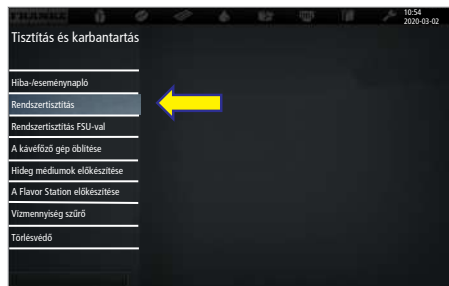 FRANKE
10:54
2020-03-02
Tisztítás és karbantartás
Hiba-/eseménynapló
Rendszertisztítás
Rendszertisztítás FSU-val
A kávéfőző gép öblítése
Hideg médiumok előkészítése
A Flavor Station előkészítése
Vízmennyiség szűrő
Törlésvédő